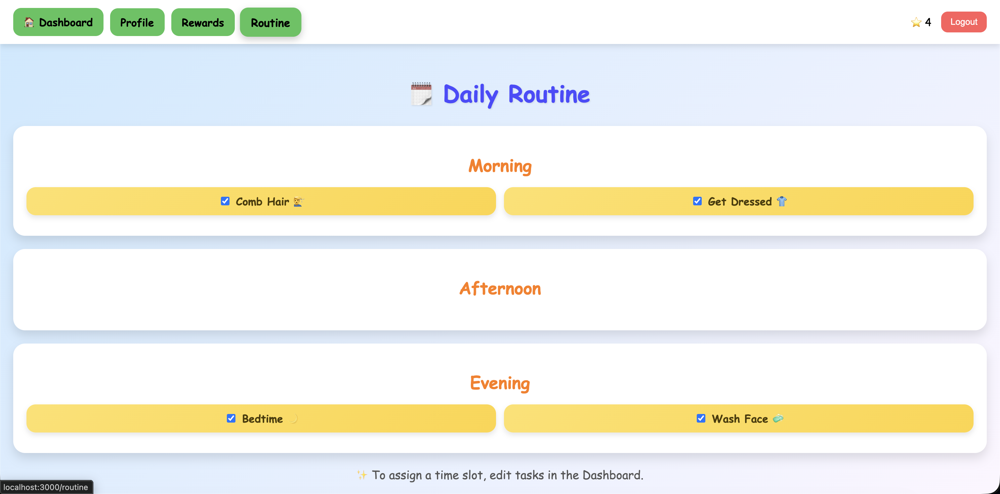 🏠 Dashboard Profile Rewards Routine ⭐ 4 Logout
JUL
🗓️ Daily Routine
Morning
Comb Hair 💇‍♂️ Get Dressed 👕
Afternoon
Evening
Bedtime 🌙 Wash Face 🧼
✨ To assign a time slot, edit tasks in the Dashboard.
localhost:3000/routine